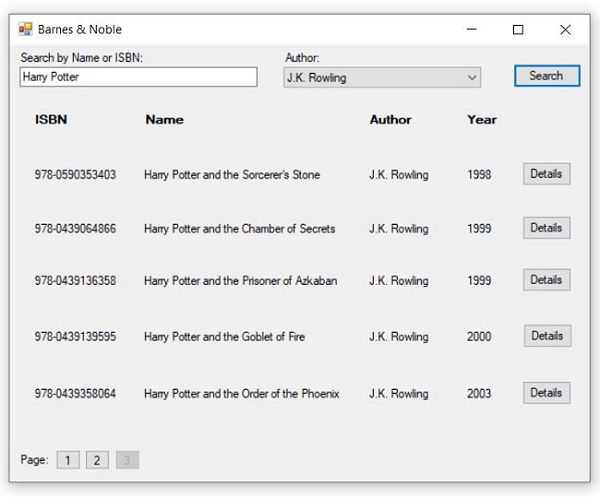 Barnes & Noble
Search by Name or ISBN: Author:
Harry Potter J.K. Rowling Search
ISBN Name Author Year
978-0590353403 Harry Potter and the Sorcerer's Stone J.K. Rowling 1998 Details
978-0439064866 Harry Potter and the Chamber of Secrets J.K. Rowling 1999 Details
978-0439136358 Harry Potter and the Prisoner of Azkaban J.K. Rowling 1999 Details
978-0439139595 Harry Potter and the Goblet of Fire J.K. Rowling 2000 Details
978-0439358064 Harry Potter and the Order of the Phoenix J.K. Rowling 2003 Details
Page: 1 2 3